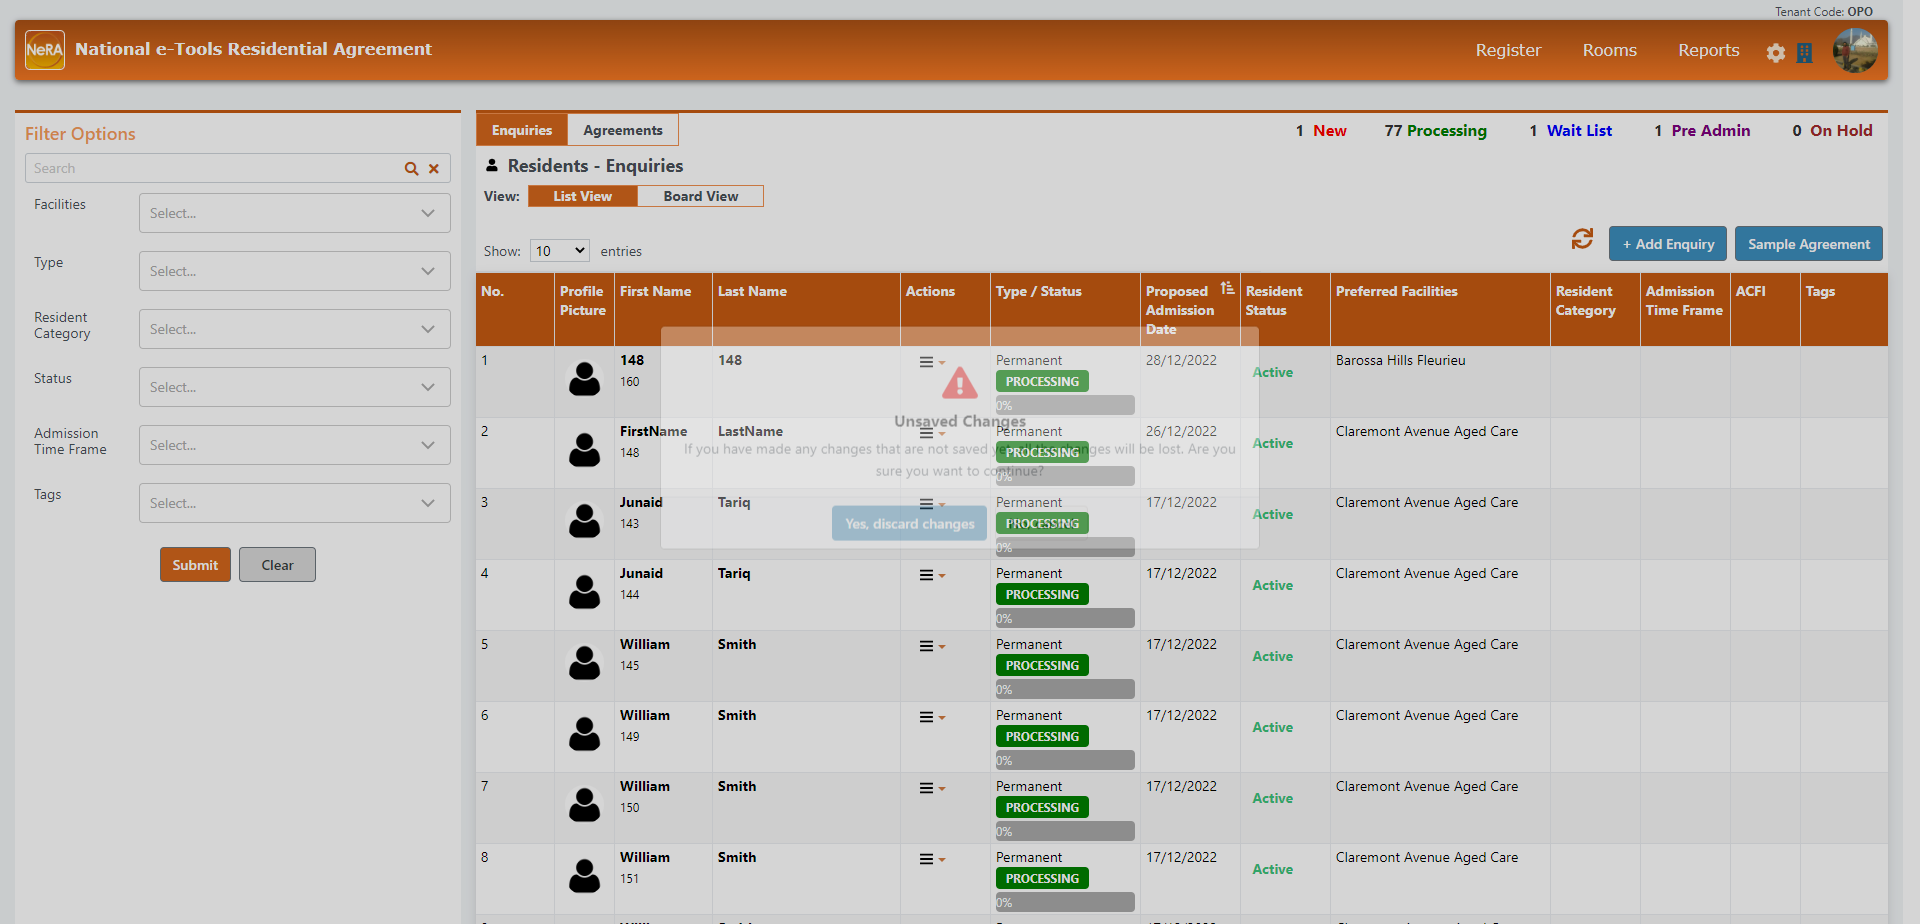 Tenant Code: OPO
NeRA National e-Tools Residential Agreement
Register Rooms Reports
Filter Options
Search
Facilities
Select...
Type
Select...
Resident
Category
Select...
Status
Select...
Admission
Time Frame
Select...
Tags
Select...
Submit Clear
Enquiries Agreements
1 New 77 Processing 1 Wait List 1 Pre Admin 0 On Hold
Residents - Enquiries
View: List View Board View
Show: 10 entries
+ Add Enquiry Sample Agreement
No. Profile Picture First Name Last Name Actions Type / Status Proposed Admission Date Resident Status Preferred Facilities Resident Category Admission Time Frame ACFI Tags
1 148 148 Permanent 28/12/2022 Active Barossa Hills Fleurieu
160 PROCESSING
0%
2 FirstName LastName Permanent 26/12/2022 Active Claremont Avenue Aged Care
148 PROCESSING
0%
3 Junaid Tariq Permanent 17/12/2022 Active Claremont Avenue Aged Care
143 PROCESSING
0%
4 Junaid Tariq Permanent 17/12/2022 Active Claremont Avenue Aged Care
144 PROCESSING
0%
5 William Smith Permanent 17/12/2022 Active Claremont Avenue Aged Care
145 PROCESSING
0%
6 William Smith Permanent 17/12/2022 Active Claremont Avenue Aged Care
149 PROCESSING
0%
7 William Smith Permanent 17/12/2022 Active Claremont Avenue Aged Care
150 PROCESSING
0%
8 William Smith Permanent 17/12/2022 Active Claremont Avenue Aged Care
151 PROCESSING
0%
Unsaved Changes
If you have made any changes that are not saved yet, all the changes will be lost. Are you
sure you want to continue?
Yes, discard changes